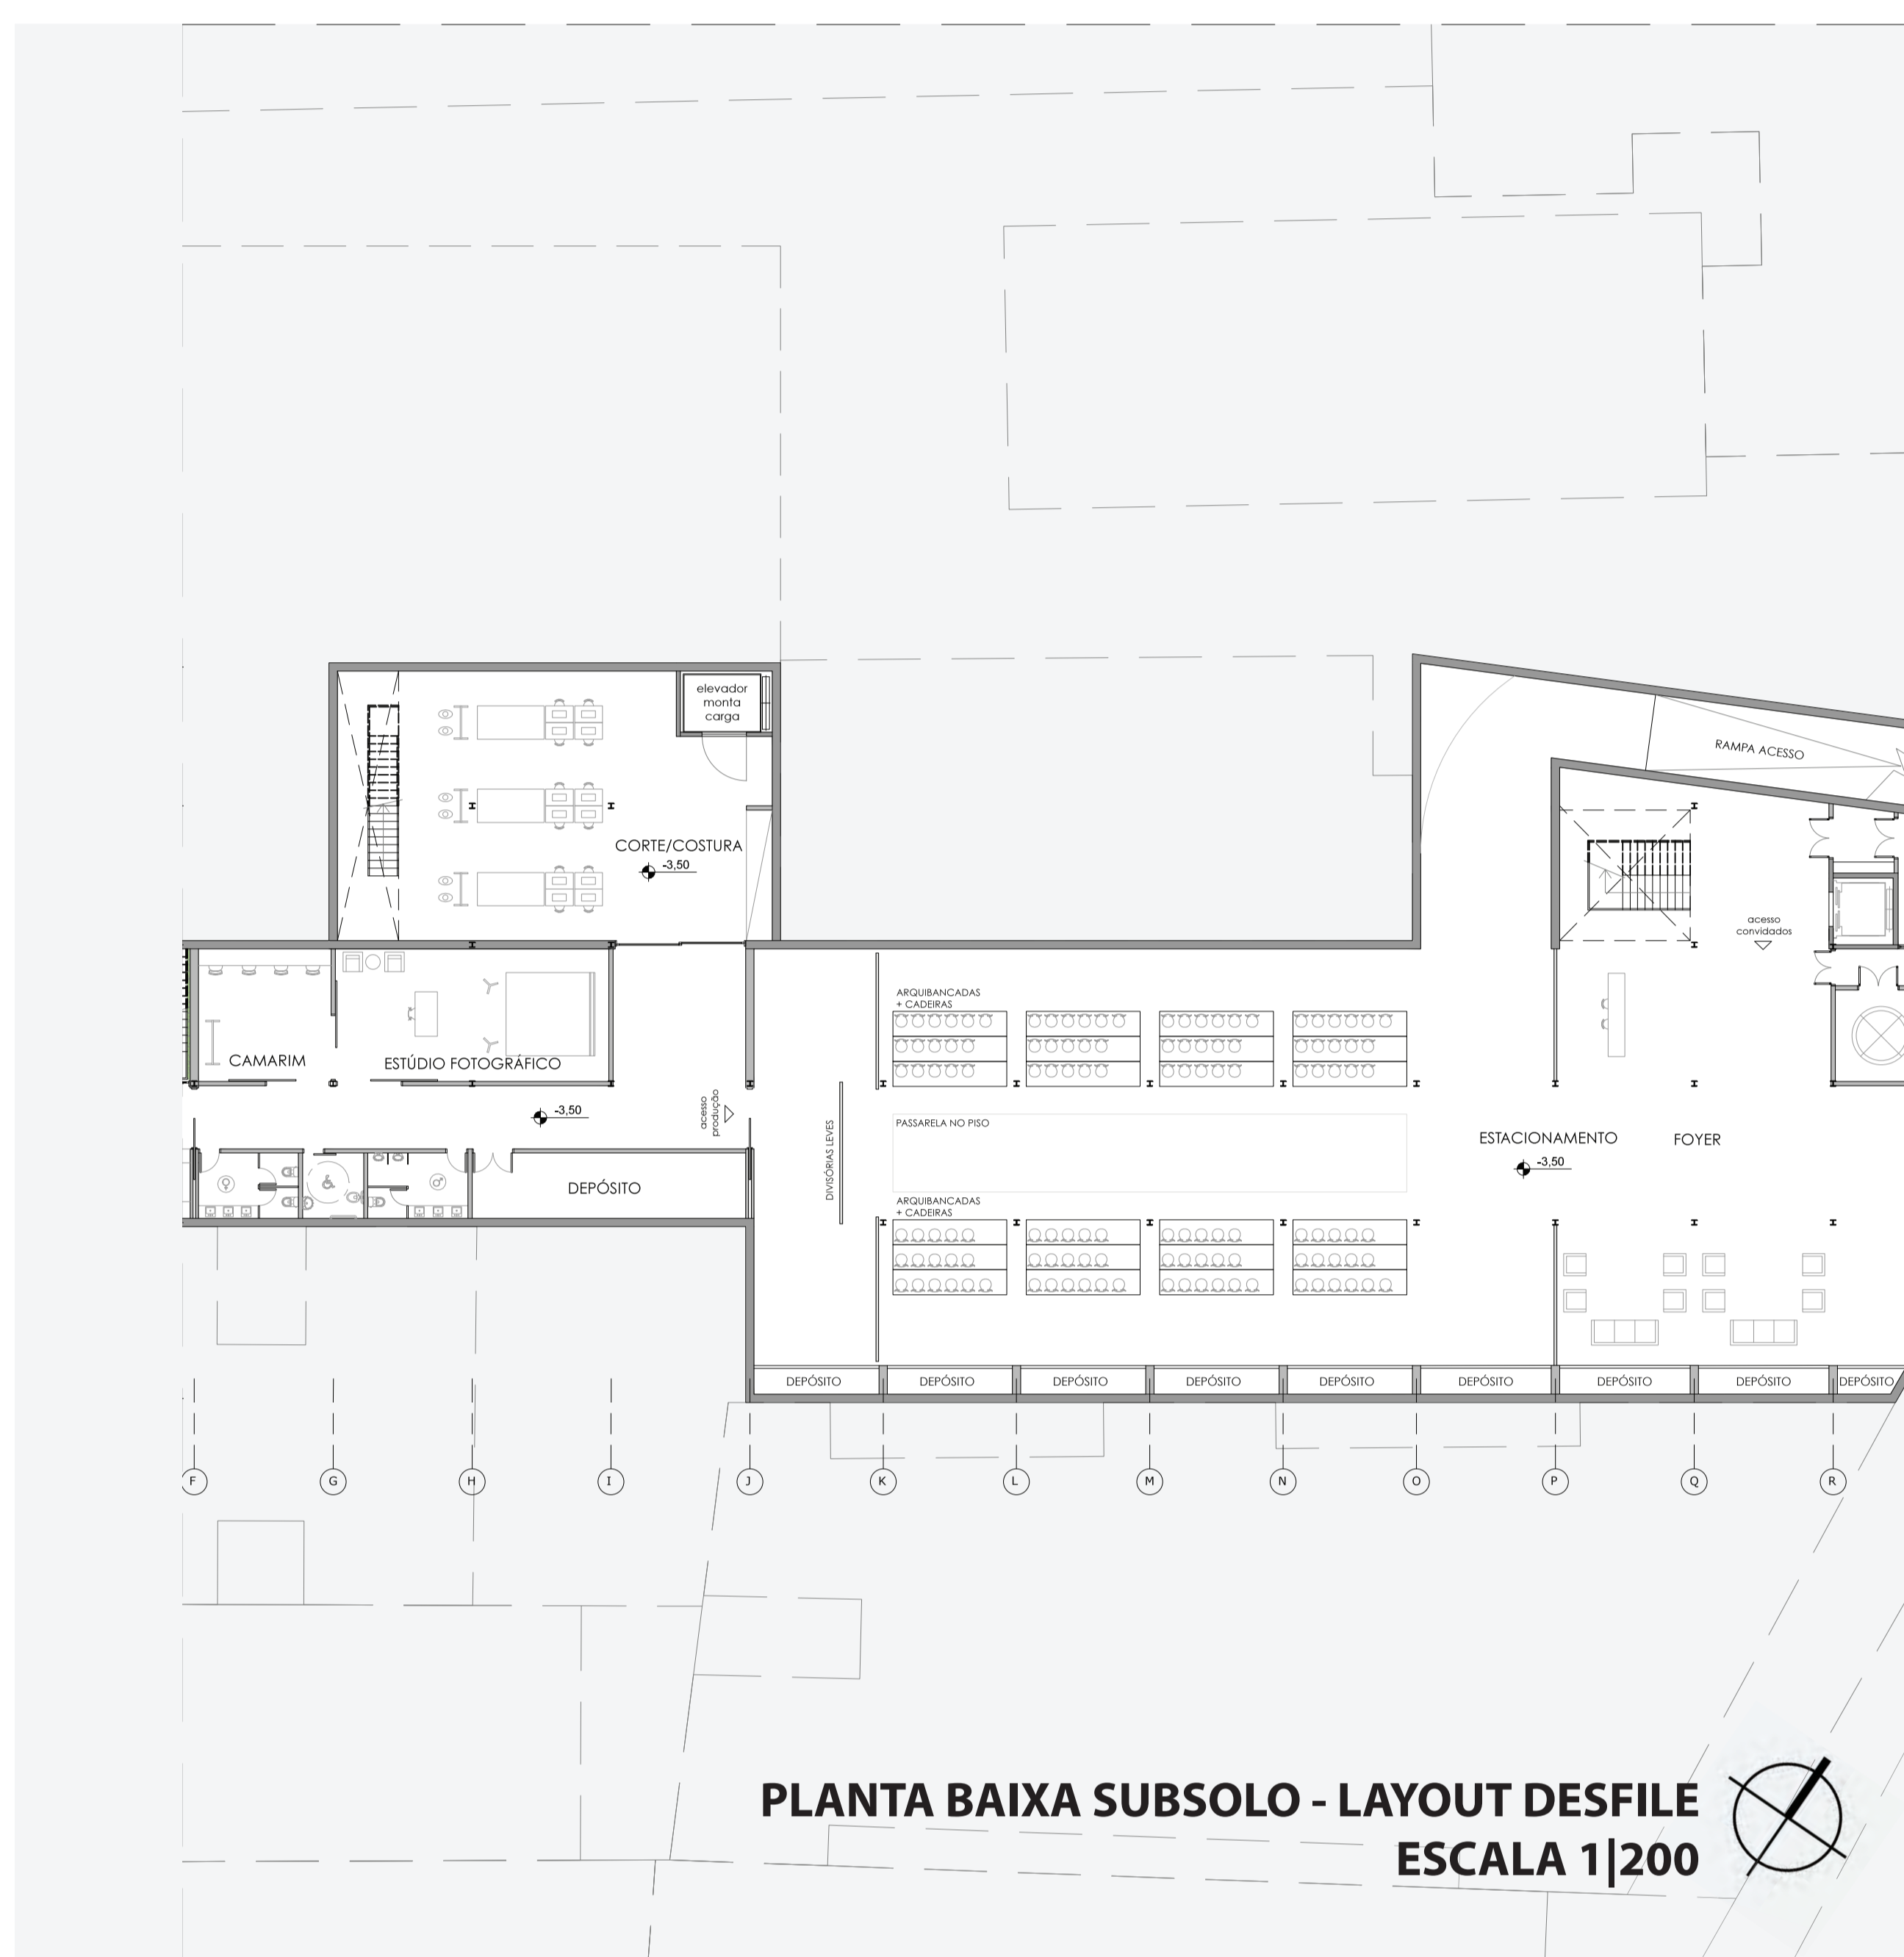 elevador
monta
carga
RAMPA ACESSO
CORTE/COSTURA
-3,50
acesso
convidados
ARQUIBANCADAS
+ CADEIRAS
CAMARIM
ESTÚDIO FOTOGRÁFICO
acesso
produção
-3,50
PASSARELA NO PISO
DIVISÓRIAS LEVES
ESTACIONAMENTO
-3,50
FOYER
DEPÓSITO
ARQUIBANCADAS
+ CADEIRAS
DEPÓSITO DEPÓSITO DEPÓSITO DEPÓSITO DEPÓSITO DEPÓSITO DEPÓSITO DEPÓSITO DEPÓSITO
F G H I J K L M N O P Q R
PLANTA BAIXA SUBSOLO - LAYOUT DESFILE
ESCALA 1|200